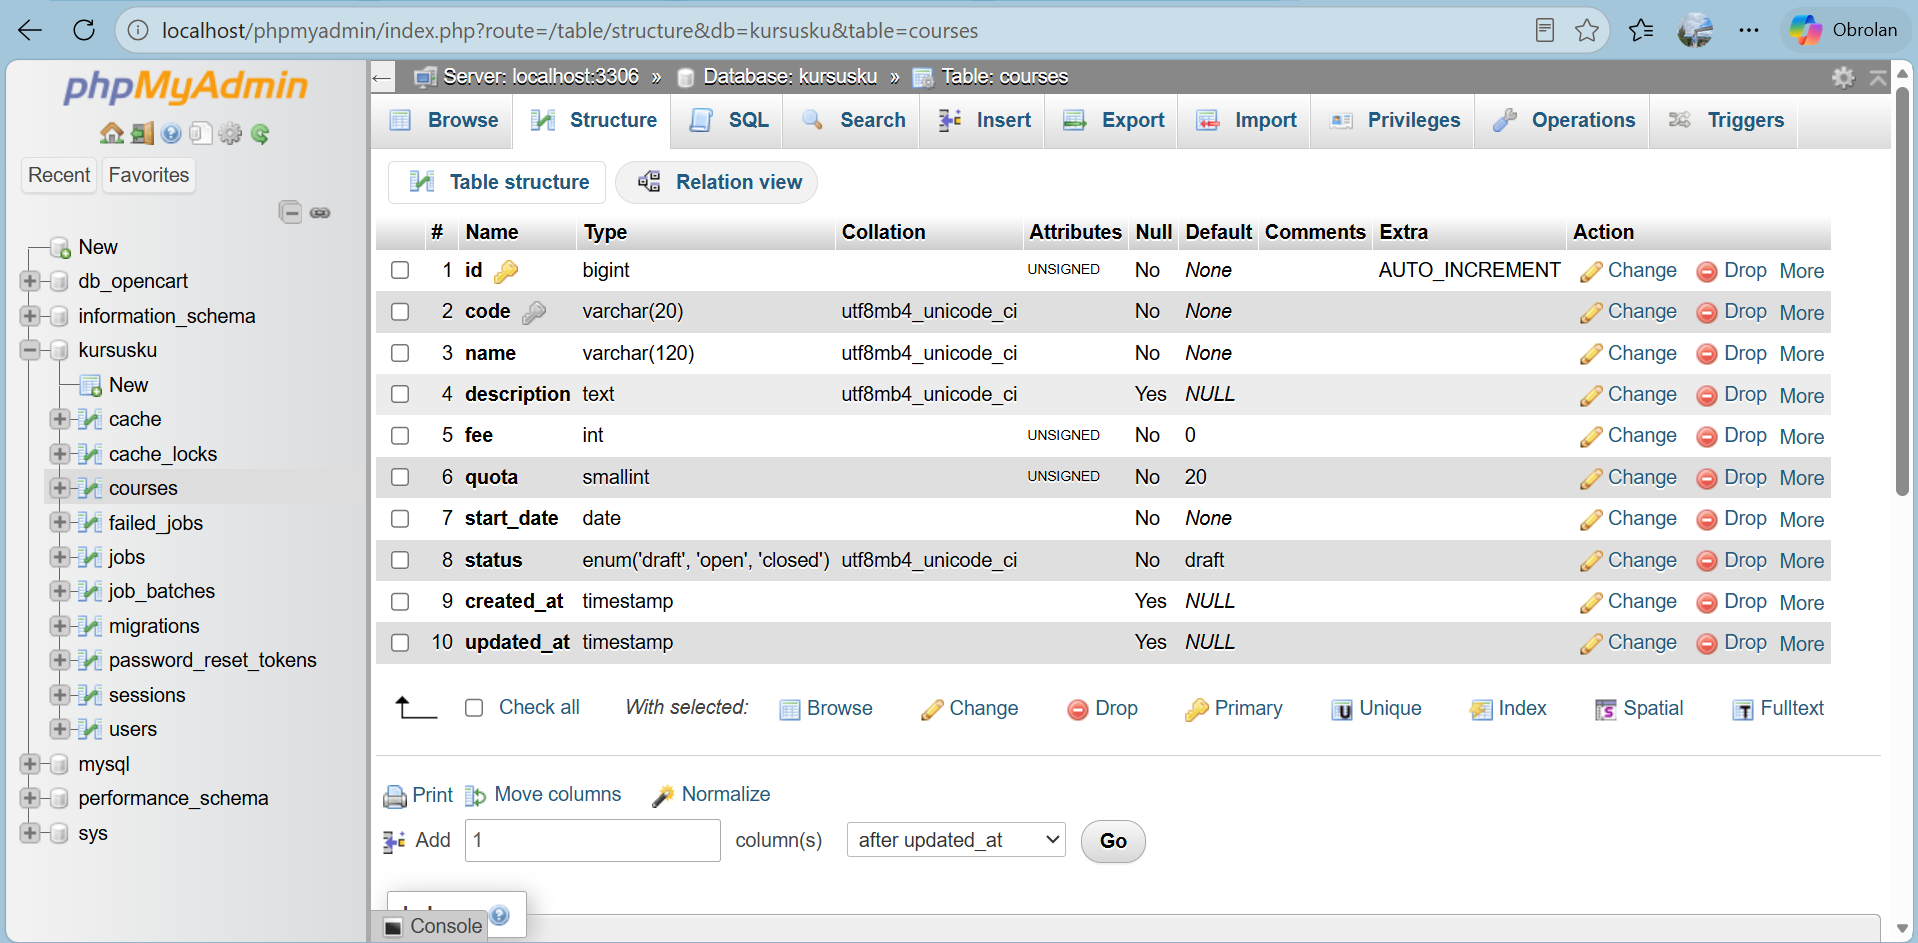 localhost/phpmyadmin/index.php?route=/table/structure&db=kursusku&table=courses
Obrolan
phpMyAdmin
Recent
Favorites
New
db_opencart
information_schema
kursusku
New
cache
cache_locks
courses
failed_jobs
jobs
job_batches
migrations
password_reset_tokens
sessions
users
mysql
performance_schema
sys
Server: localhost:3306 » Database: kursusku » Table: courses
Browse Structure SQL Search Insert Export Import Privileges Operations Triggers
Table structure Relation view
# Name Type Collation Attributes Null Default Comments Extra Action
1 id bigint UNSIGNED No None AUTO_INCREMENT Change Drop More
2 code varchar(20) utf8mb4_unicode_ci No None Change Drop More
3 name varchar(120) utf8mb4_unicode_ci No None Change Drop More
4 description text utf8mb4_unicode_ci Yes NULL Change Drop More
5 fee int UNSIGNED No 0 Change Drop More
6 quota smallint UNSIGNED No 20 Change Drop More
7 start_date date No None Change Drop More
8 status enum('draft', 'open', 'closed') utf8mb4_unicode_ci No draft Change Drop More
9 created_at timestamp Yes NULL Change Drop More
10 updated_at timestamp Yes NULL Change Drop More
Check all With selected: Browse Change Drop Primary Unique Index Spatial Fulltext
Print Move columns Normalize
Add 1 column(s) after updated_at Go
Console